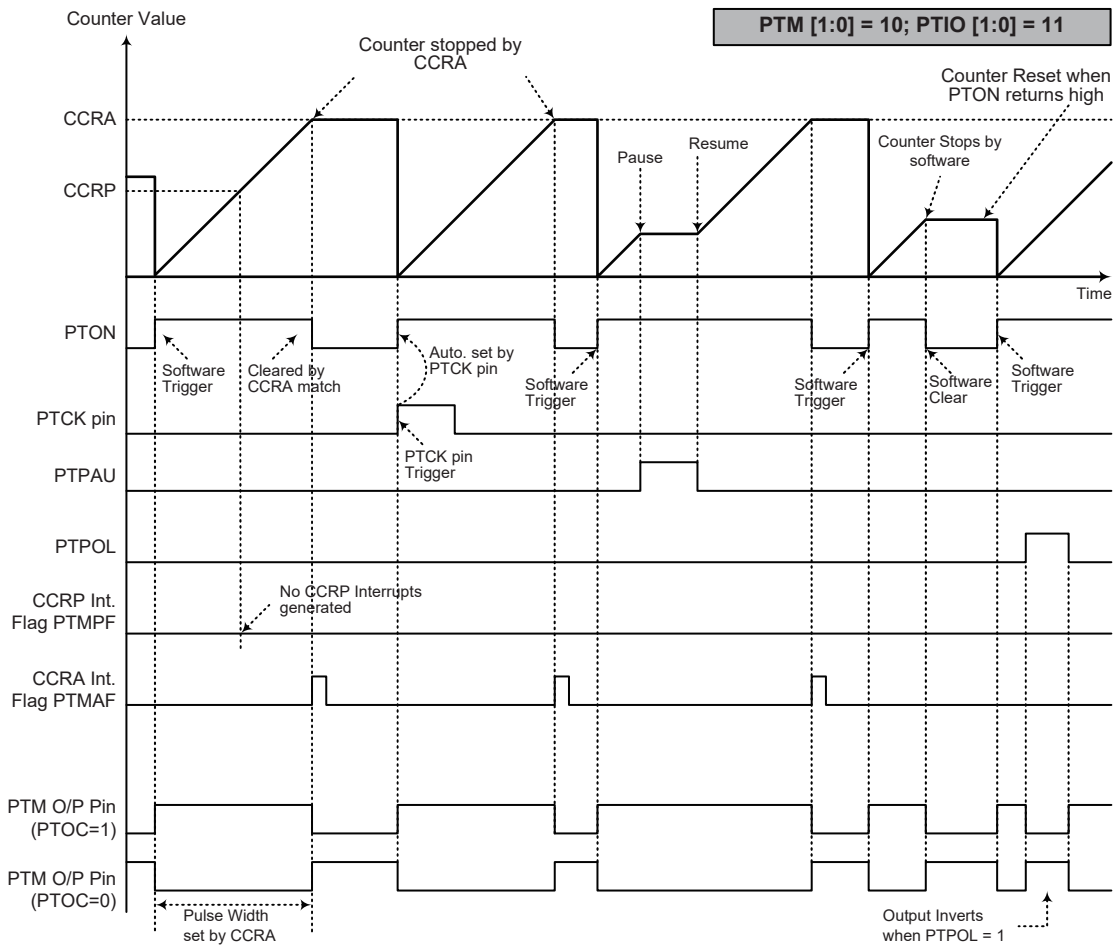 Counter Value
PTM [1:0] = 10; PTIO [1:0] = 11
Counter stopped by
CCRA
Counter Reset when
PTON returns high
CCRA
Pause
Resume
Counter Stops by
software
CCRP
Time
PTON
Software
Trigger
Cleared by
CCRA match
Auto. set by
PTCK pin
Software
Trigger
Software
Trigger
Software
Clear
Software
Trigger
PTCK pin
PTCK pin
Trigger
PTPAU
PTPOL
CCRP Int.
Flag PTMPF
No CCRP Interrupts
generated
CCRA Int.
Flag PTMAF
PTM O/P Pin
(PTOC=1)
PTM O/P Pin
(PTOC=0)
Pulse Width
set by CCRA
Output Inverts
when PTPOL = 1